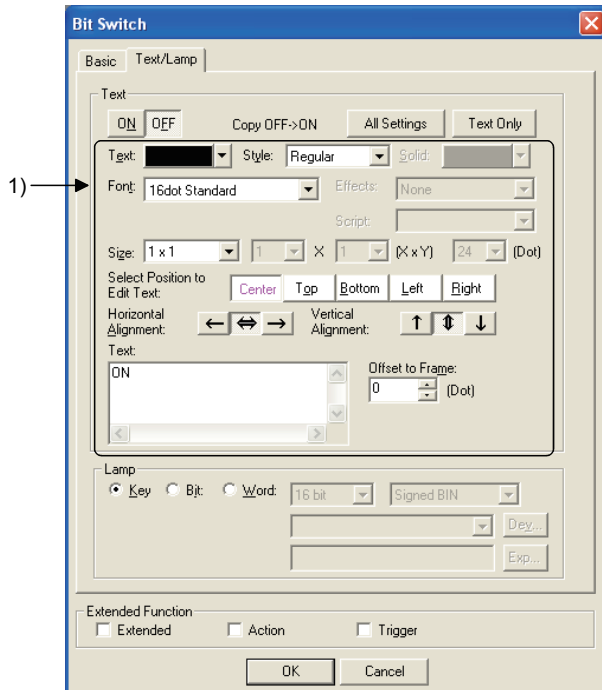 Bit Switch
Basic Text/Lamp
Text
ON OFF Copy OFF->ON All Settings Text Only
1) Text: Style: Regular Solid:
Font: 16dot Standard Effects: None
Script:
Size: 1 x 1 1 X 1 (X x Y) 24 (Dot)
Select Position to
Edit Text: Center Top Bottom Left Right
Horizontal
Alignment: ← ⇔ → Vertical
Alignment: ↑ ⇕ ↓
Text:
ON
Offset to Frame:
0 (Dot)
Lamp
Key Bit: Word: 16 bit Signed BIN
Dev...
Exp...
Extended Function
Extended Action Trigger
OK Cancel